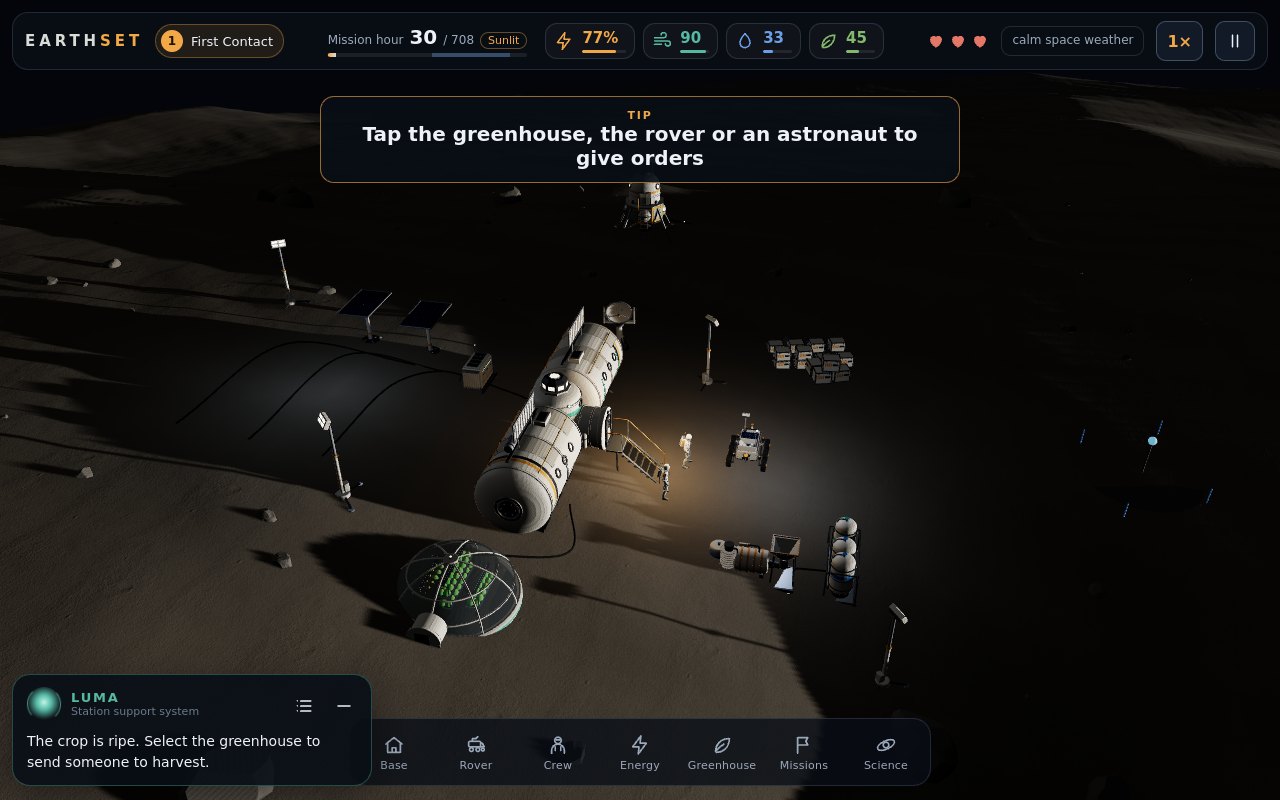 EARTHSET
1 First Contact
Mission hour 30 / 708 Sunlit
77%
90
33
45
calm space weather
1×
TIP
Tap the greenhouse, the rover or an astronaut to
give orders
LUMA
Station support system
The crop is ripe. Select the greenhouse to
send someone to harvest.
Base
Rover
Crew
Energy
Greenhouse
Missions
Science